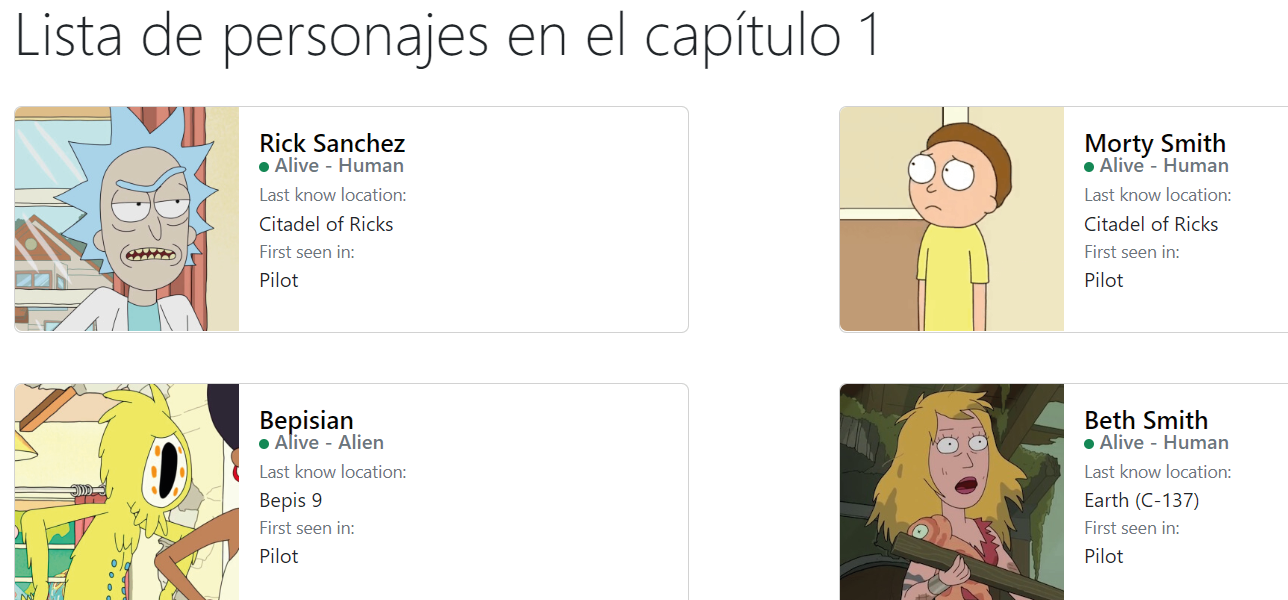 Lista de personajes en el capítulo 1
Rick Sanchez
Alive - Human
Last know location:
Citadel of Ricks
First seen in:
Pilot
Morty Smith
Alive - Human
Last know location:
Citadel of Ricks
First seen in:
Pilot
Bepisian
Alive - Alien
Last know location:
Bepis 9
First seen in:
Pilot
Beth Smith
Alive - Human
Last know location:
Earth (C-137)
First seen in:
Pilot